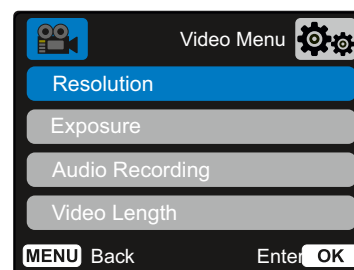 Video Menu
Resolution
Exposure
Audio Recording
Video Length
MENU Back Enter OK